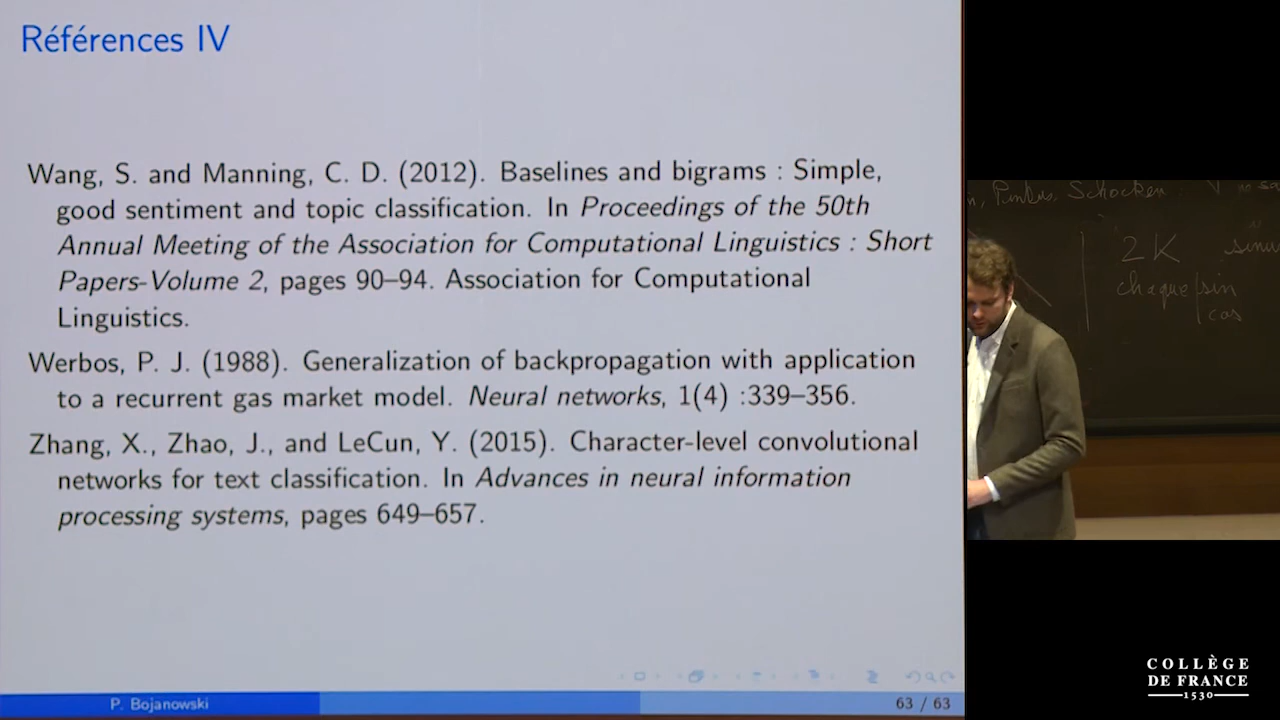 Références IV
Wang, S. and Manning, C. D. (2012). Baselines and bigrams : Simple,
good sentiment and topic classification. In Proceedings of the 50th
Annual Meeting of the Association for Computational Linguistics : Short
Papers-Volume 2, pages 90–94. Association for Computational
Linguistics.
Werbos, P. J. (1988). Generalization of backpropagation with application
to a recurrent gas market model. Neural networks, 1(4) :339–356.
Zhang, X., Zhao, J., and LeCun, Y. (2015). Character-level convolutional
networks for text classification. In Advances in neural information
processing systems, pages 649–657.
P. Bojanowski
63 / 63
Schocken
2K
chaque sin
cos
COLLÈGE
DE FRANCE
1530